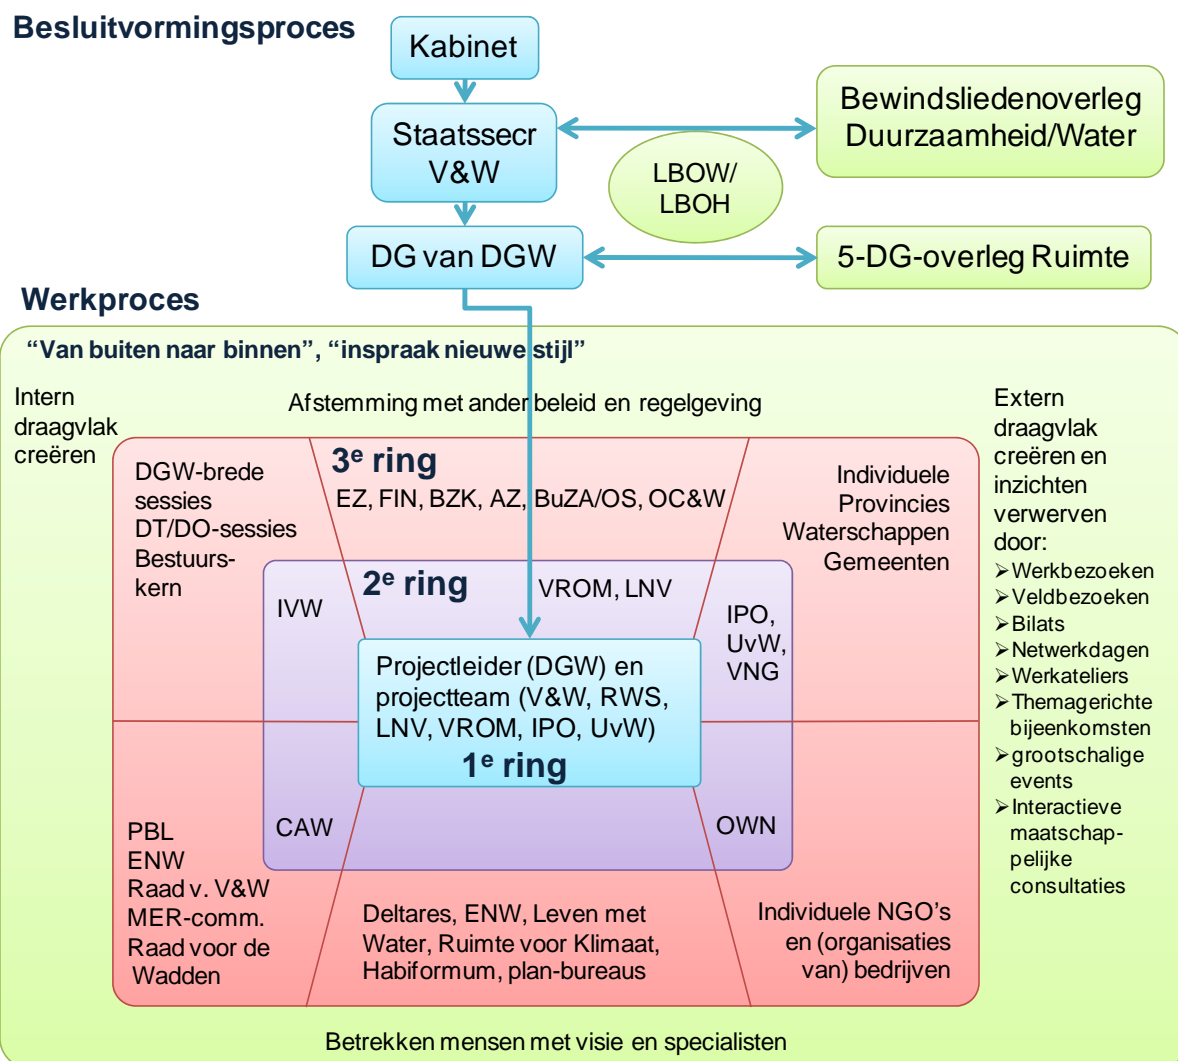 Besluitvormingsproces
Kabinet
Staatssecr
V&W
Bewindsliedenoverleg
Duurzaamheid/Water
LBOW/
LBOH
DG van DGW
5-DG-overleg Ruimte
Werkproces
“Van buiten naar binnen”, “inspraak nieuwe stijl”
Intern
draagvlak
creëren
Afstemming met ander beleid en regelgeving
Extern
draagvlak
creëren en
inzichten
verwerven
door:
➢Werkbezoeken
➢Veldbezoeken
➢Bilats
➢Netwerkdagen
➢Werkateliers
➢Themagerichte
bijeenkomsten
➢grootschalige
events
➢Interactieve
maatschap-
pelijke
consultaties
DGW-brede
sessies
DT/DO-sessies
Bestuurs-
kern
3e ring
EZ, FIN, BZK, AZ, BuZA/OS, OC&W
Individuele
Provincies
Waterschappen
Gemeenten
2e ring
VROM, LNV
IVW
IPO,
UvW,
VNG
Projectleider (DGW) en
projectteam (V&W, RWS,
LNV, VROM, IPO, UvW)
1e ring
CAW
OWN
PBL
ENW
Raad v. V&W
MER-comm.
Raad voor de
Wadden
Deltares, ENW, Leven met
Water, Ruimte voor Klimaat,
Habiformum, plan-bureaus
Individuele NGO’s
en (organisaties
van) bedrijven
Betrekken mensen met visie en specialisten